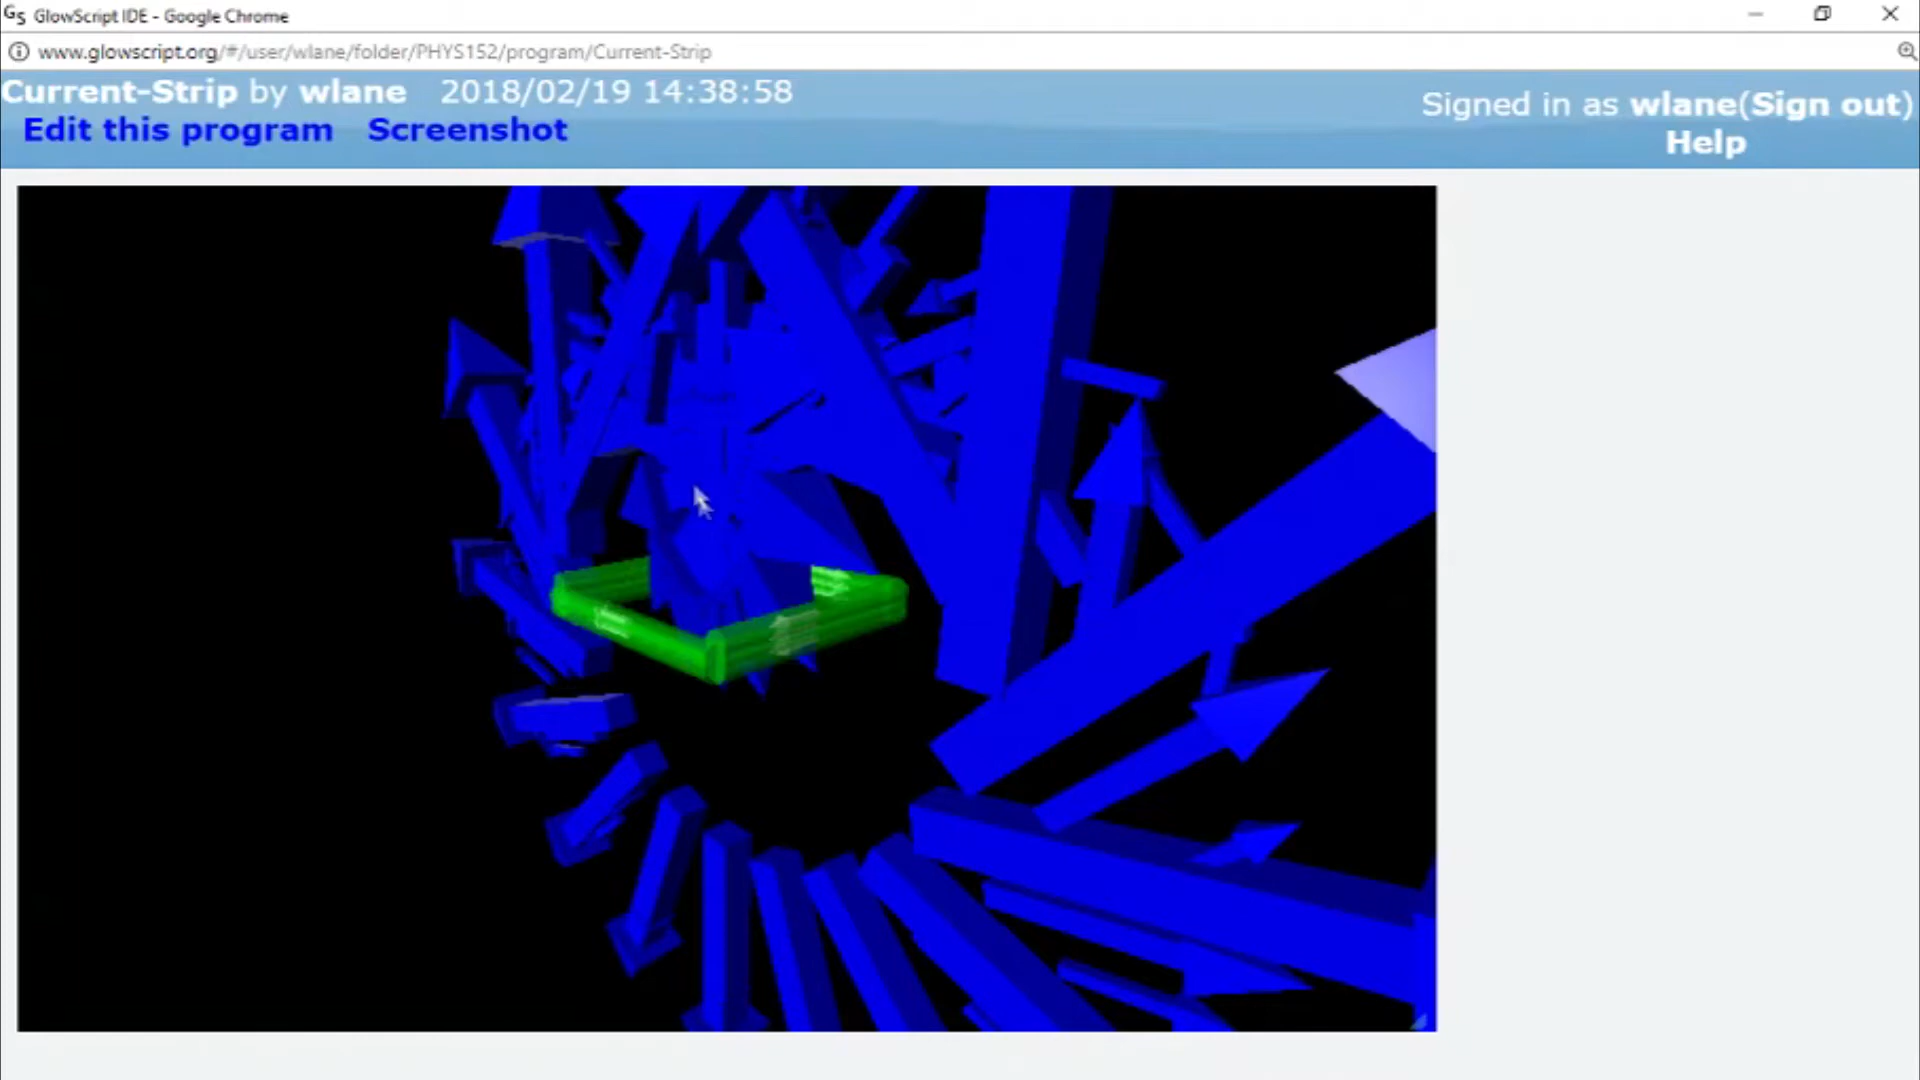 GS GlowScript IDE - Google Chrome
www.glowscript.org/#/user/wlane/folder/PHYS152/program/Current-Strip
Current-Strip by wlane 2018/02/19 14:38:58
Signed in as wlane(Sign out)
Edit this program Screenshot
Help